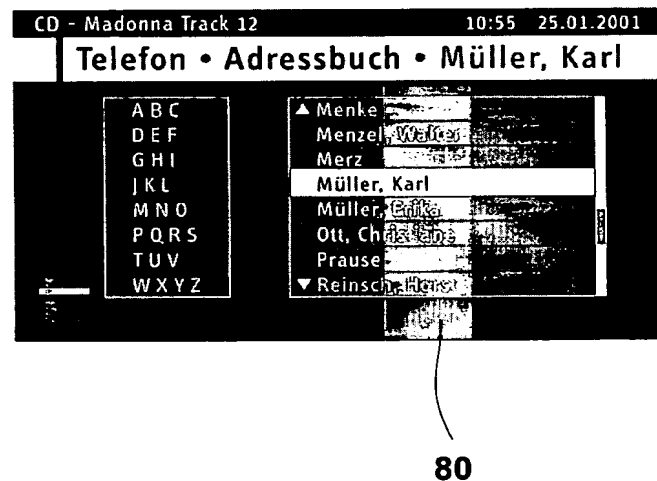 CD - Madonna Track 12 10:55 25.01.2001
Telefon • Adressbuch • Müller, Karl
A B C
D E F
G H I
J K L
M N O
P Q R S
T U V
W X Y Z
▲ Menke
Menzel, Walter
Merz
Müller, Karl
Müller, Erika
Ott, Christiane
Prause
▼ Reinsch, Horst
80